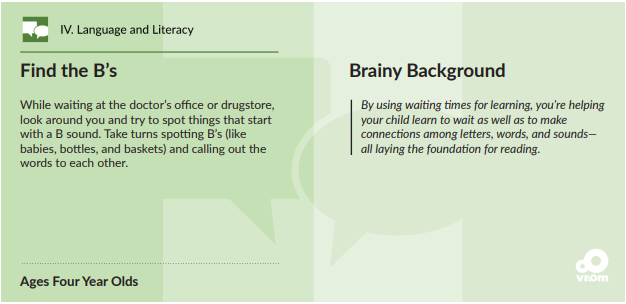 IV. Language and Literacy
Find the B’s
While waiting at the doctor’s office or drugstore,
look around you and try to spot things that start
with a B sound. Take turns spotting B’s (like
babies, bottles, and baskets) and calling out the
words to each other.
Ages Four Year Olds
Brainy Background
By using waiting times for learning, you’re helping
your child learn to wait as well as to make
connections among letters, words, and sounds—
all laying the foundation for reading.
vroom